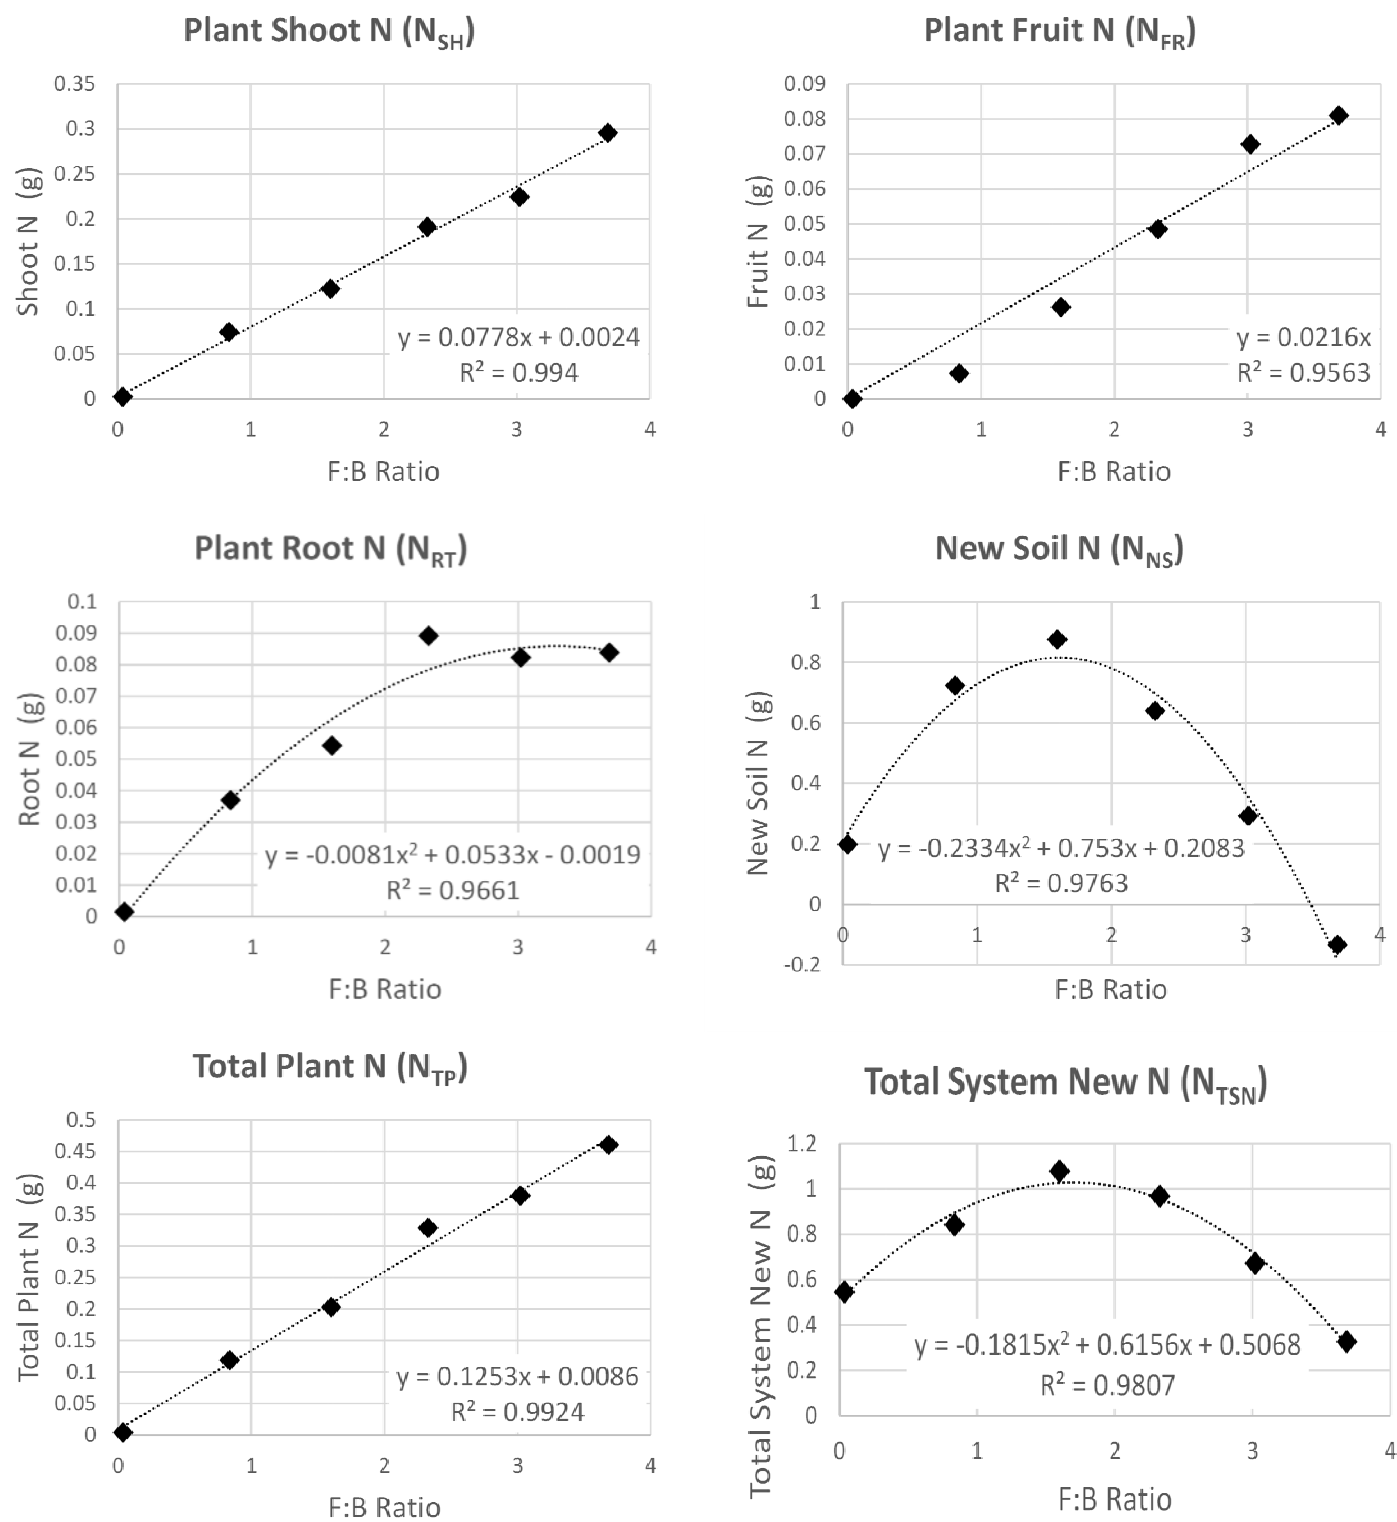 Plant Shoot N (N_SH)
0.35
0.3
0.25
0.2
0.15
0.1
0.05
0
Shoot N (g)
y = 0.0778x + 0.0024
R² = 0.994
0 1 2 3 4
F:B Ratio
Plant Fruit N (N_FR)
0.09
0.08
0.07
0.06
0.05
0.04
0.03
0.02
0.01
0
Fruit N (g)
y = 0.0216x
R² = 0.9563
0 1 2 3 4
F:B Ratio
Plant Root N (N_RT)
0.1
0.09
0.08
0.07
0.06
0.05
0.04
0.03
0.02
0.01
0
Root N (g)
y = -0.0081x² + 0.0533x - 0.0019
R² = 0.9661
0 1 2 3 4
F:B Ratio
New Soil N (N_NS)
1
0.8
0.6
0.4
0.2
0
-0.2
New Soil N (g)
y = -0.2334x² + 0.753x + 0.2083
R² = 0.9763
0 1 2 3 4
F:B Ratio
Total Plant N (N_TP)
0.5
0.45
0.4
0.35
0.3
0.25
0.2
0.15
0.1
0.05
0
Total Plant N (g)
y = 0.1253x + 0.0086
R² = 0.9924
0 1 2 3 4
F:B Ratio
Total System New N (N_TSN)
1.2
1
0.8
0.6
0.4
0.2
0
Total System New N (g)
y = -0.1815x² + 0.6156x + 0.5068
R² = 0.9807
0 1 2 3 4
F:B Ratio